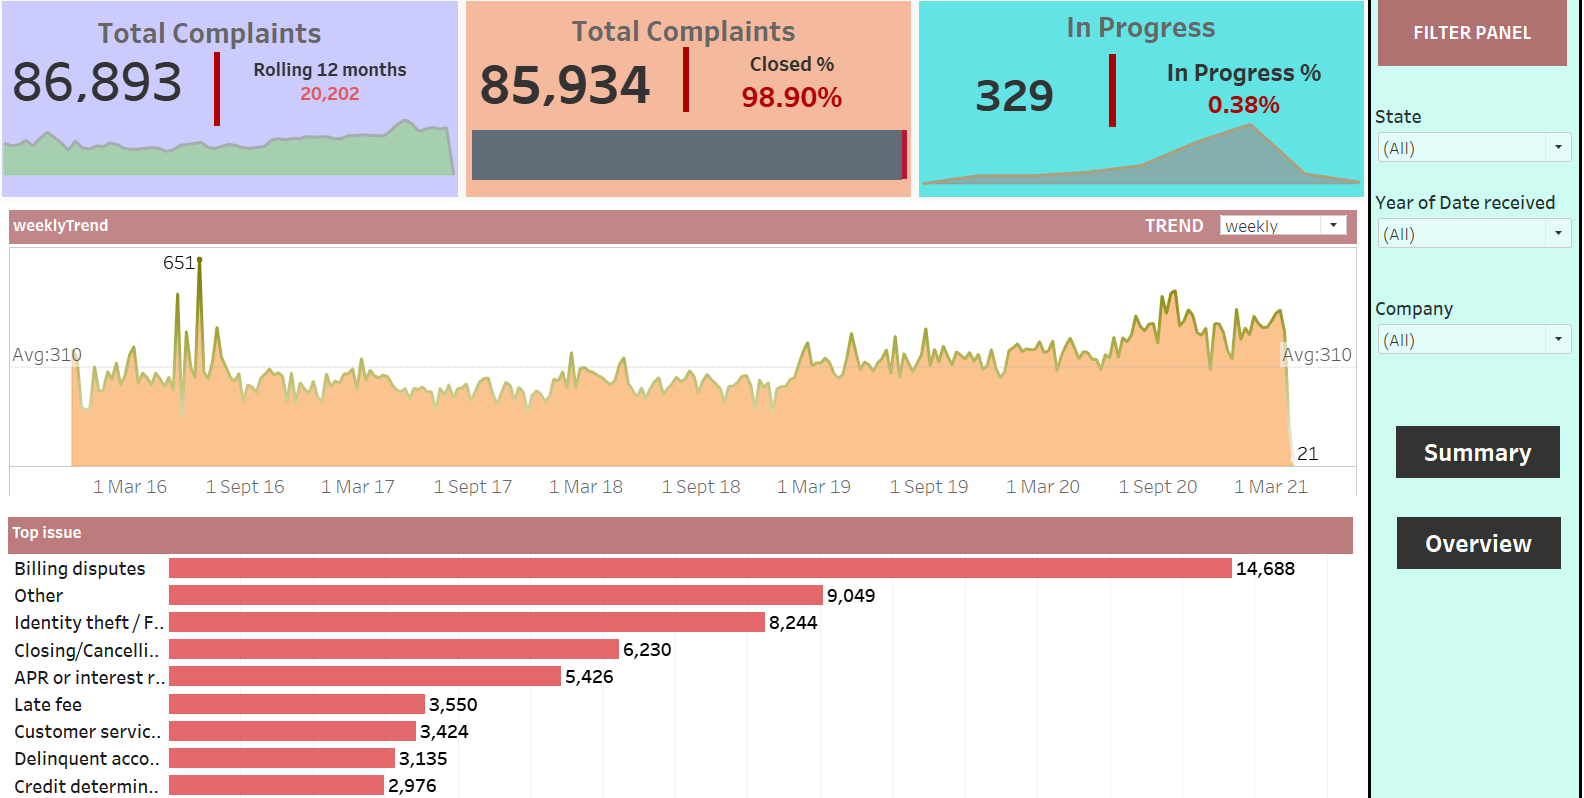 Total Complaints
86,893
Rolling 12 months
20,202
Total Complaints
85,934
Closed %
98.90%
In Progress
329
In Progress %
0.38%
FILTER PANEL
State
(All)
Year of Date received
(All)
Company
(All)
Summary
Overview
weeklyTrend
TREND
weekly
651
Avg:310
Avg:310
21
1 Mar 16
1 Sept 16
1 Mar 17
1 Sept 17
1 Mar 18
1 Sept 18
1 Mar 19
1 Sept 19
1 Mar 20
1 Sept 20
1 Mar 21
Top issue
Billing disputes
14,688
Other
9,049
Identity theft / F..
8,244
Closing/Cancelli..
6,230
APR or interest r..
5,426
Late fee
3,550
Customer servic..
3,424
Delinquent acco..
3,135
Credit determin..
2,976